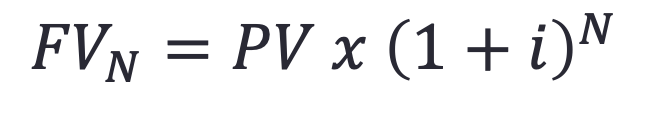 FV_N = PV x (1 + i)^N